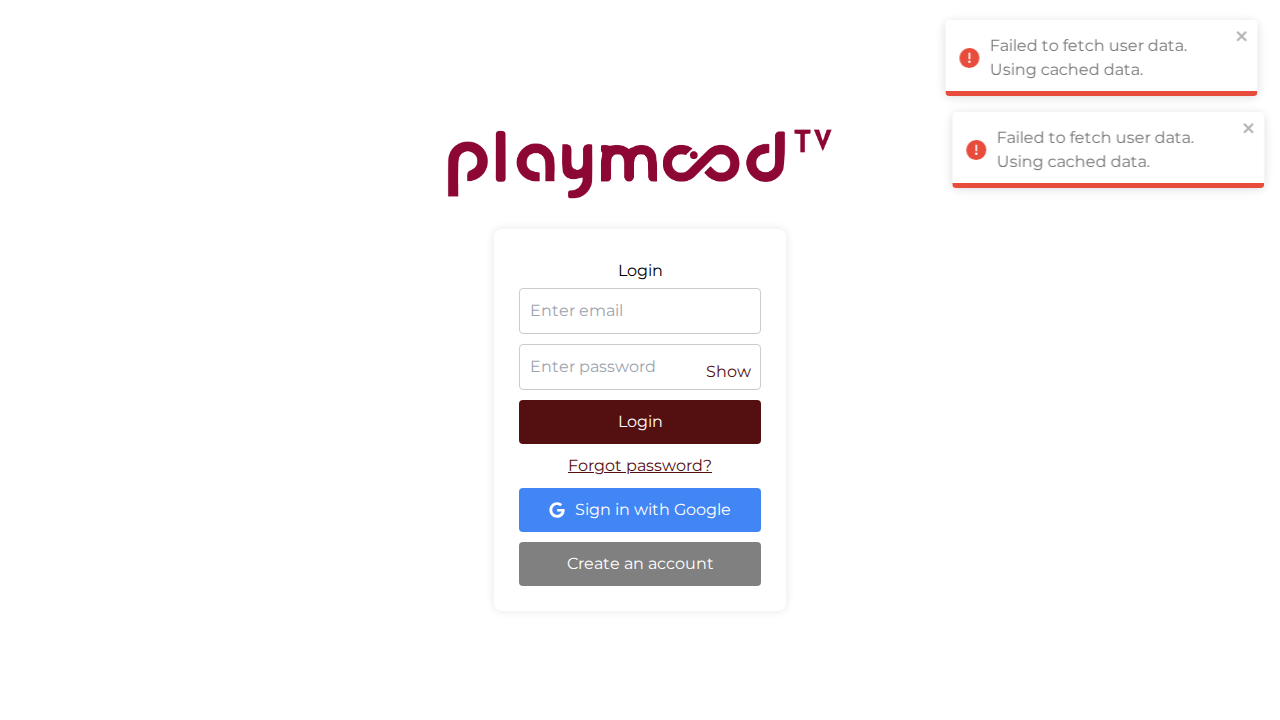 Failed to fetch user data.
Using cached data.
Failed to fetch user data.
Using cached data.
playmood TV
Login
Enter email
Enter password
Show
Login
Forgot password?
Sign in with Google
Create an account